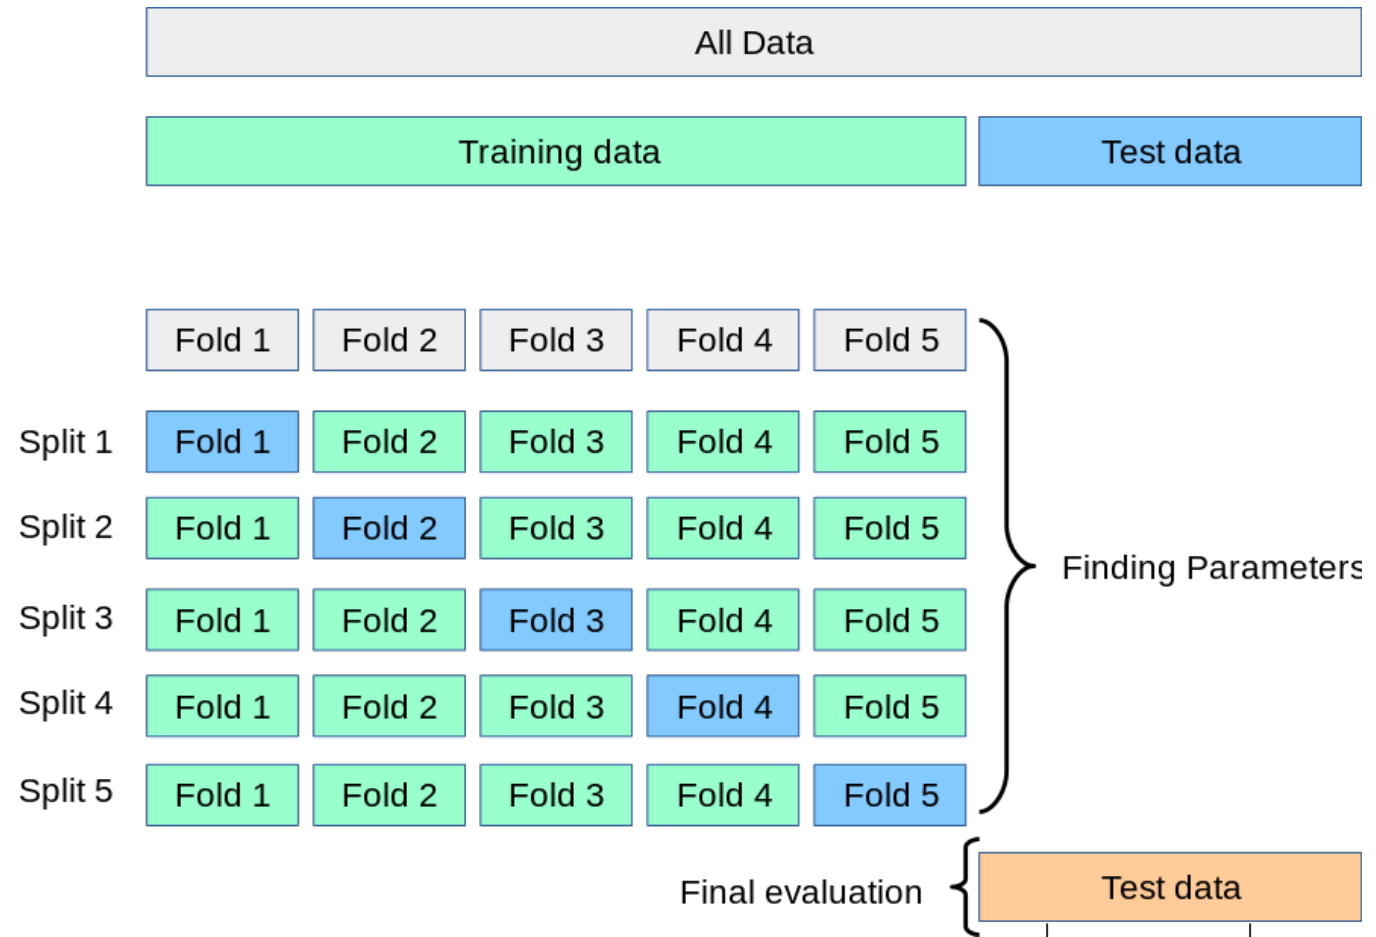 All Data
Training data Test data
Fold 1 Fold 2 Fold 3 Fold 4 Fold 5
Split 1 Fold 1 Fold 2 Fold 3 Fold 4 Fold 5
Split 2 Fold 1 Fold 2 Fold 3 Fold 4 Fold 5
Finding Parameters
Split 3 Fold 1 Fold 2 Fold 3 Fold 4 Fold 5
Split 4 Fold 1 Fold 2 Fold 3 Fold 4 Fold 5
Split 5 Fold 1 Fold 2 Fold 3 Fold 4 Fold 5
Final evaluation Test data